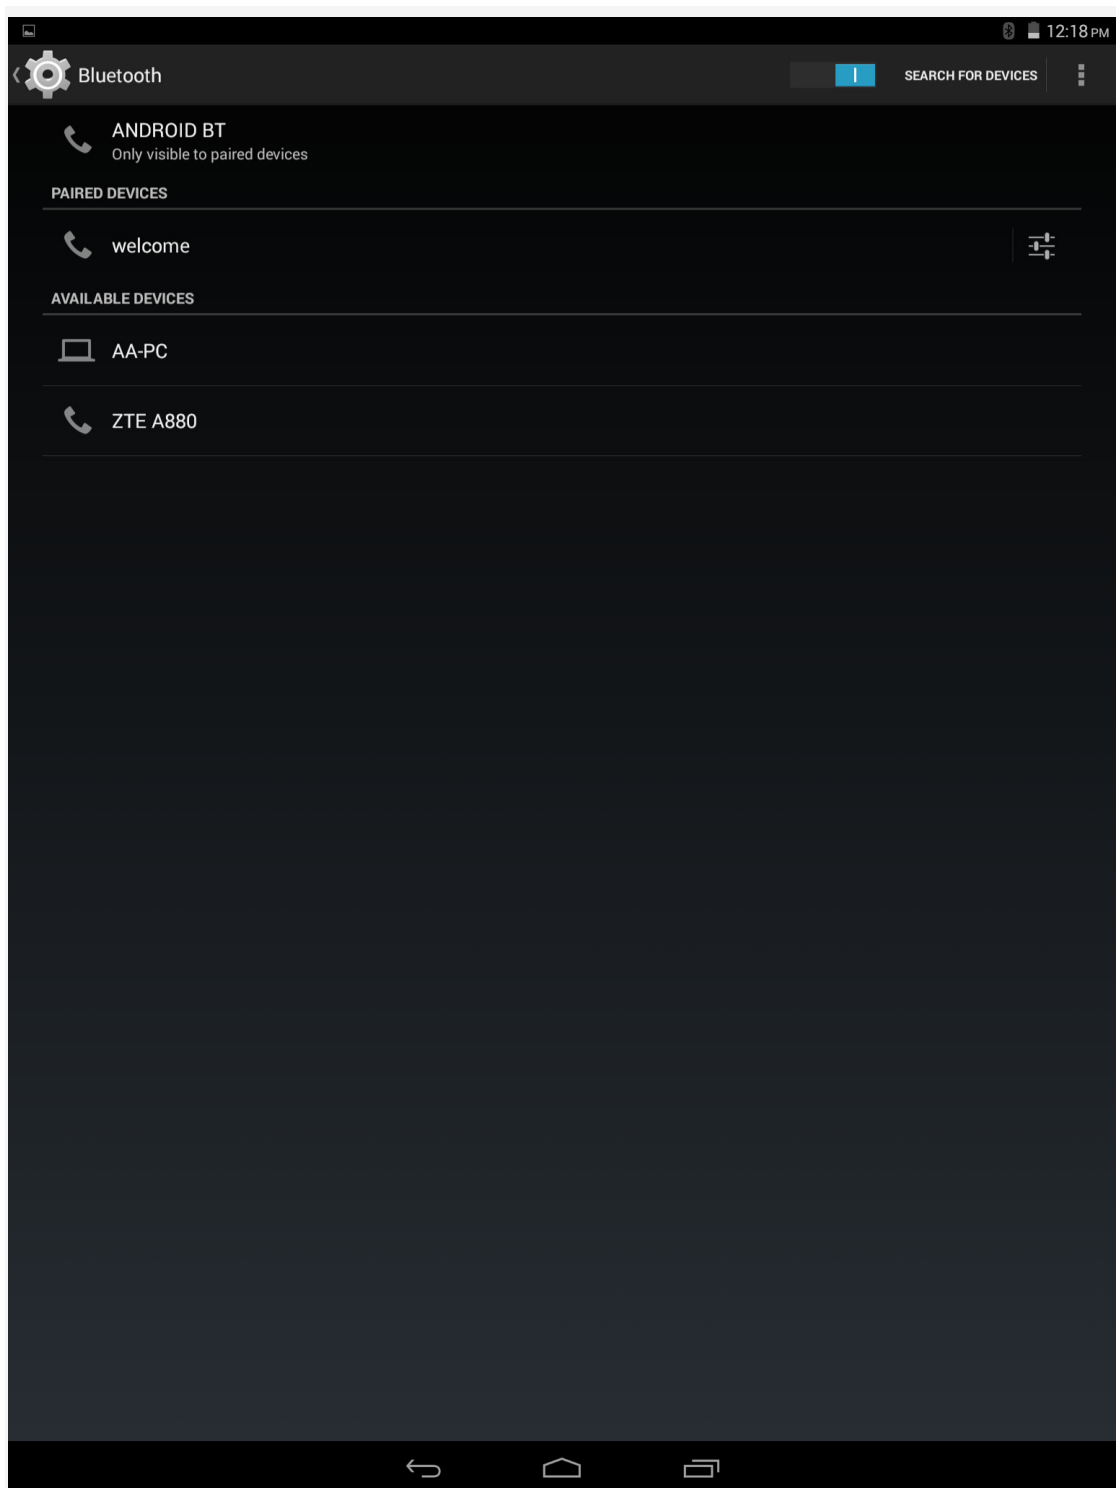 12:18 PM
Bluetooth
SEARCH FOR DEVICES
ANDROID BT
Only visible to paired devices
PAIRED DEVICES
welcome
AVAILABLE DEVICES
AA-PC
ZTE A880